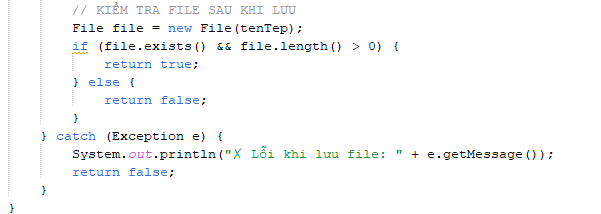 // KIỂM TRA FILE SAU KHI LƯU
File file = new File(tenTep);
if (file.exists() && file.length() > 0) {
return true;
} else {
return false;
}
} catch (Exception e) {
System.out.println("✗ Lỗi khi lưu file: " + e.getMessage());
return false;
}
}